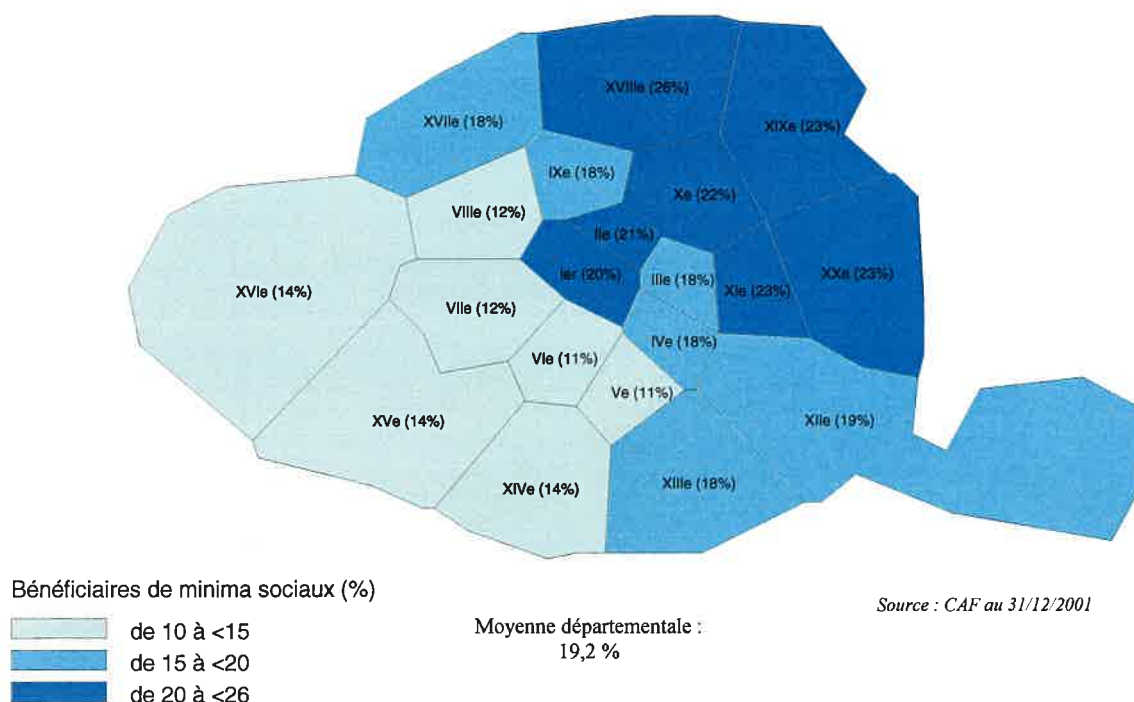 XVIIIe (26%)
XVIIe (18%)
XIXe (23%)
IXe (18%)
Xe (22%)
VIIIe (12%)
IIe (21%)
Ier (20%)
IIIe (18%)
XIe (23%)
XXe (23%)
XVIe (14%)
VIIe (12%)
IVe (18%)
VIe (11%)
Ve (11%)
XVe (14%)
XIIe (19%)
XIVe (14%)
XIIIe (18%)
Bénéficiaires de minima sociaux (%)
de 10 à <15
de 15 à <20
de 20 à <26
Moyenne départementale :
19,2 %
Source : CAF au 31/12/2001